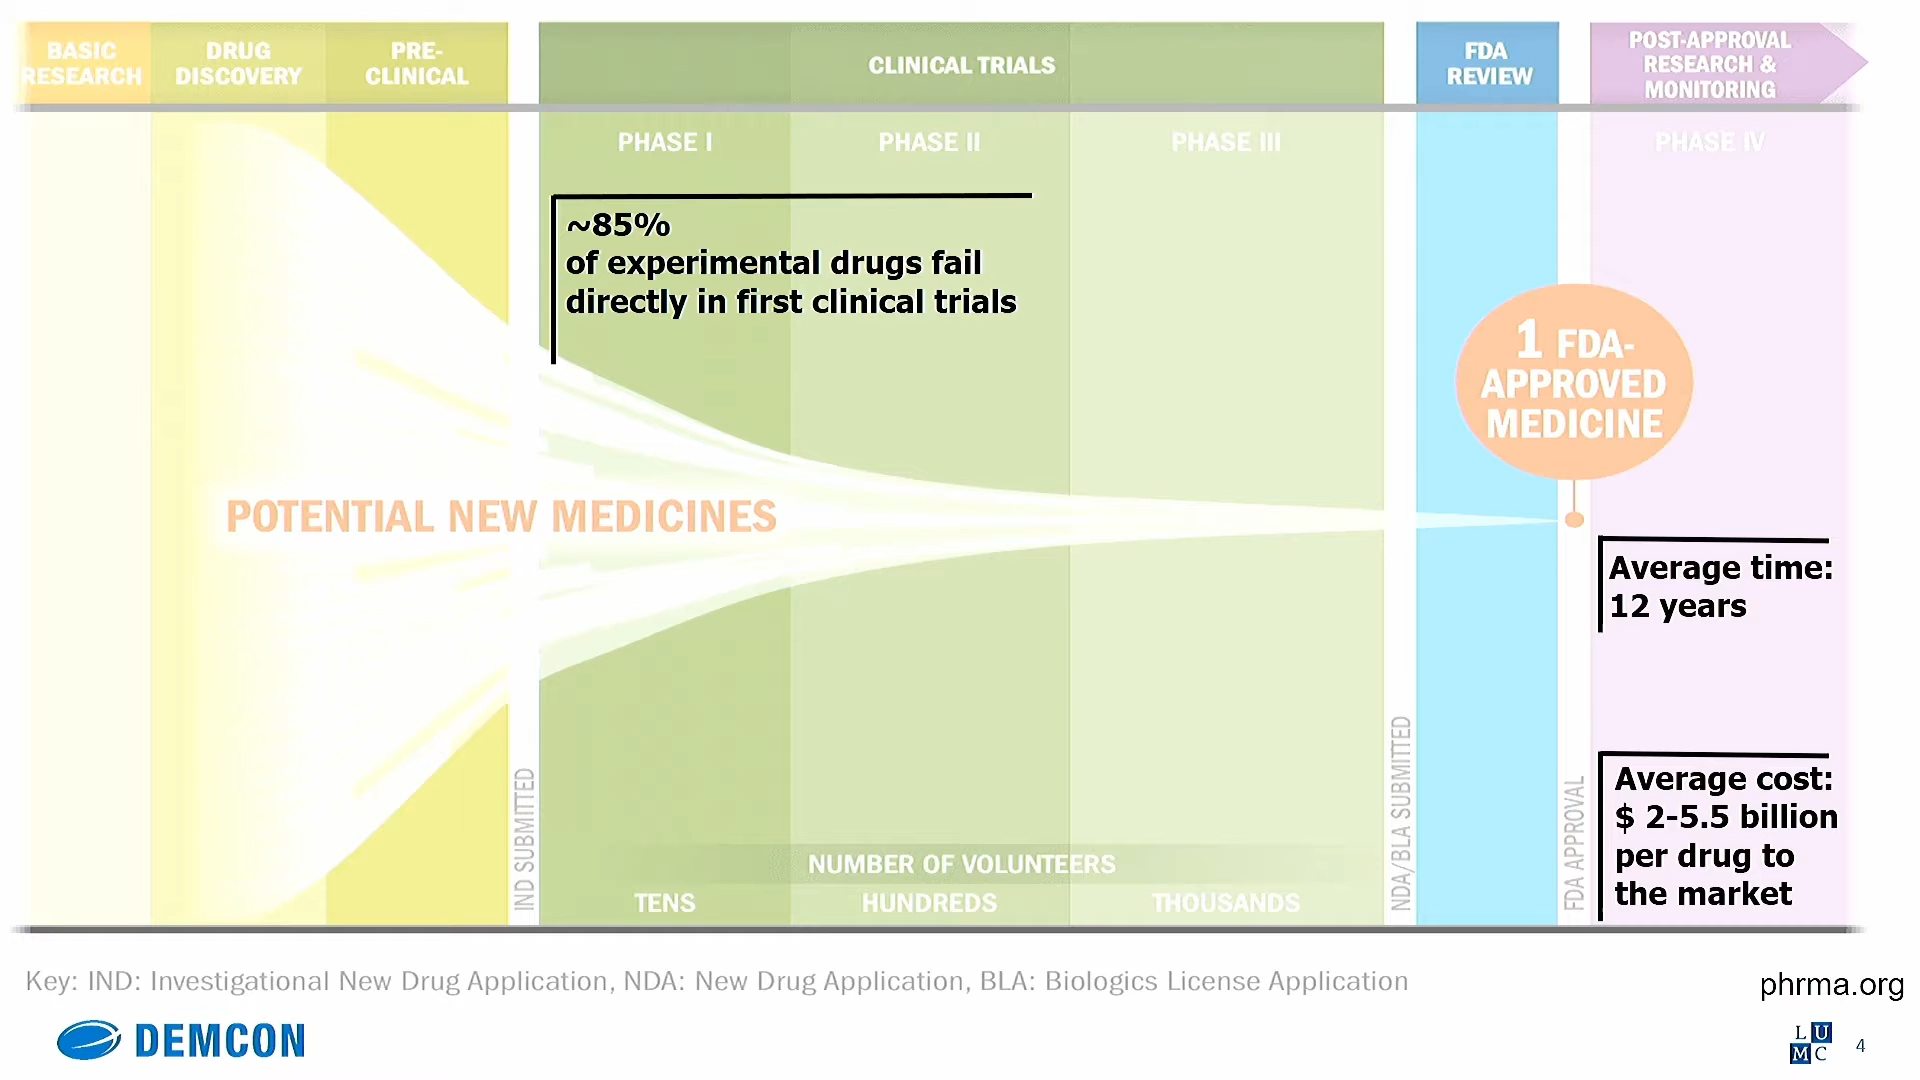 BASIC
RESEARCH
DRUG
DISCOVERY
PRE-
CLINICAL
CLINICAL TRIALS
FDA
REVIEW
POST-APPROVAL
RESEARCH &
MONITORING
PHASE I
PHASE II
PHASE III
PHASE IV
~85%
of experimental drugs fail
directly in first clinical trials
1 FDA-
APPROVED
MEDICINE
POTENTIAL NEW MEDICINES
Average time:
12 years
Average cost:
$ 2-5.5 billion
per drug to
the market
IND SUBMITTED
NDA/BLA SUBMITTED
FDA APPROVAL
NUMBER OF VOLUNTEERS
TENS
HUNDREDS
THOUSANDS
Key: IND: Investigational New Drug Application, NDA: New Drug Application, BLA: Biologics License Application
phrma.org
DEMCON
L U
M C
4